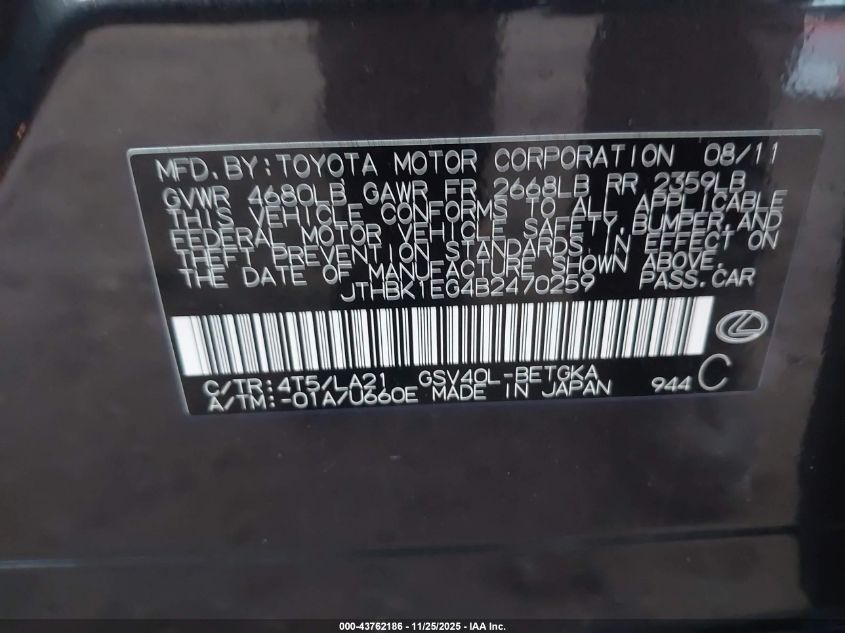 MFD. BY: TOYOTA MOTOR CORPORATION 08/11
GVWR 4680LB GAWR FR 2668LB RR 2359LB
THIS VEHICLE CONFORMS TO ALL APPLICABLE
FEDERAL MOTOR VEHICLE SAFETY, BUMPER, AND
THEFT PREVENTION STANDARDS IN EFFECT ON
THE DATE OF MANUFACTURE SHOWN ABOVE.
JTHBK1EG4B2470259 PASS.CAR
C/TR:4T5/LA21 GSV40L-BETGKA
A/TM:-01A/U660E MADE IN JAPAN 944 C
000-43762186 - 11/25/2025 - IAA Inc.